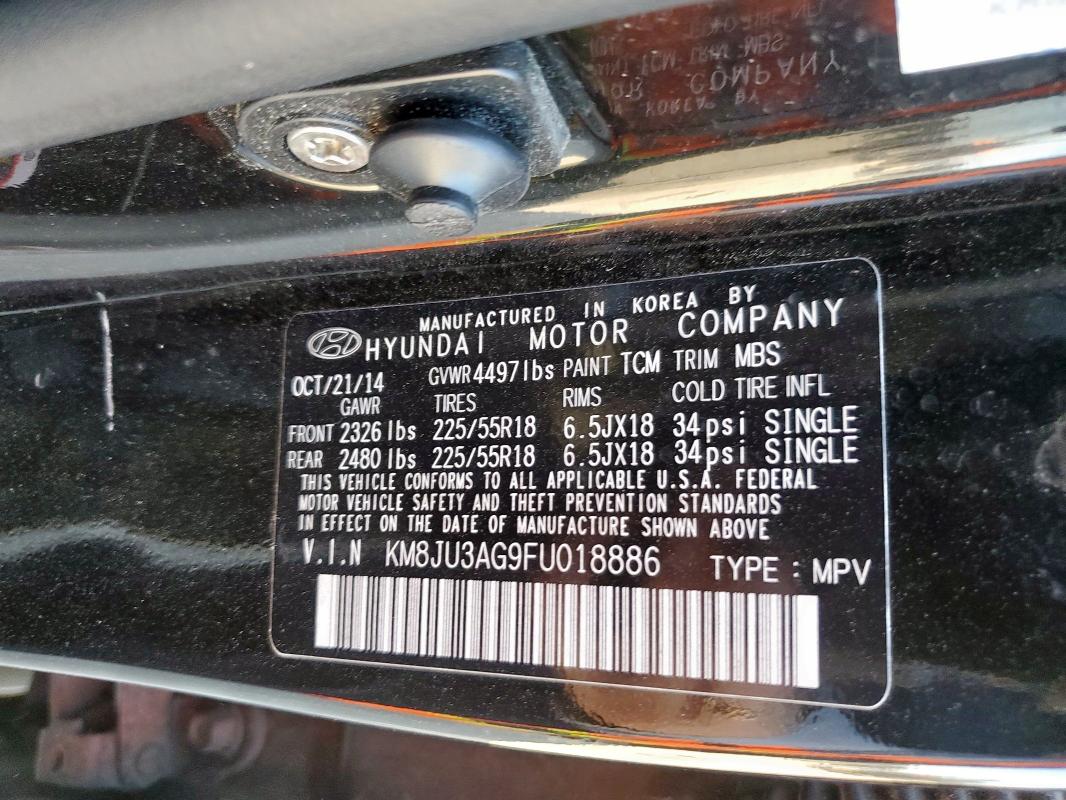 MANUFACTURED IN KOREA BY
HYUNDAI MOTOR COMPANY
OCT/21/14 GVWR 4497lbs PAINT TCM TRIM MBS
GAWR TIRES RIMS COLD TIRE INFL
FRONT 2326 lbs 225/55R18 6.5JX18 34psi SINGLE
REAR 2480 lbs 225/55R18 6.5JX18 34psi SINGLE
THIS VEHICLE CONFORMS TO ALL APPLICABLE U.S.A. FEDERAL
MOTOR VEHICLE SAFETY AND THEFT PREVENTION STANDARDS
IN EFFECT ON THE DATE OF MANUFACTURE SHOWN ABOVE
V.I.N KM8JU3AG9FU018886 TYPE : MPV